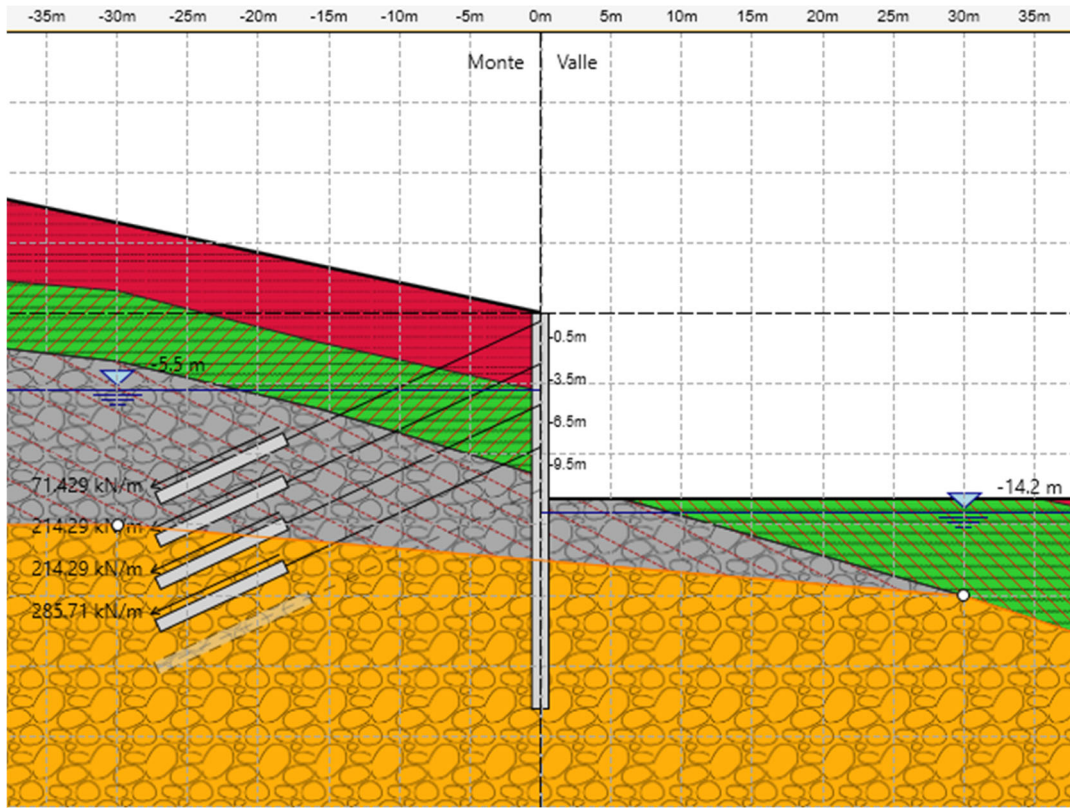 -35m -30m -25m -20m -15m -10m -5m 0m 5m 10m 15m 20m 25m 30m 35m
Monte Valle
-0.5m
-5.5 m
-3.5m
-6.5m
-9.5m
71.429 kN/m
-14.2 m
214.29 kN/m
214.29 kN/m
285.71 kN/m